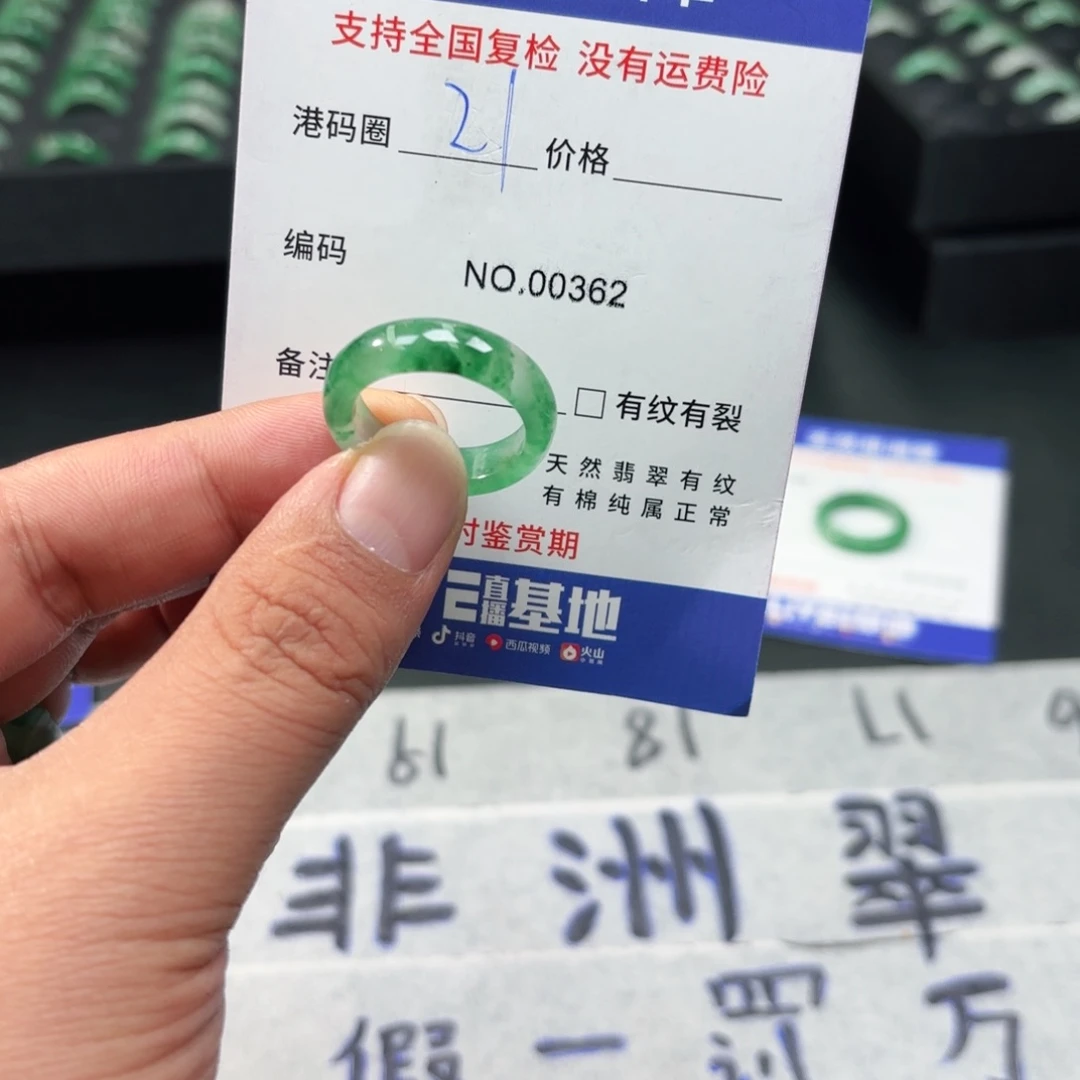 支持全国复检 没有运费险
港码圈 21 价格
编码
NO.00362
备注 □ 有纹有裂
天然翡翠有纹
有棉纯属正常
时鉴赏期
直播基地
抖音 西瓜视频 火山
19 18 17
非洲翠
假一罚万